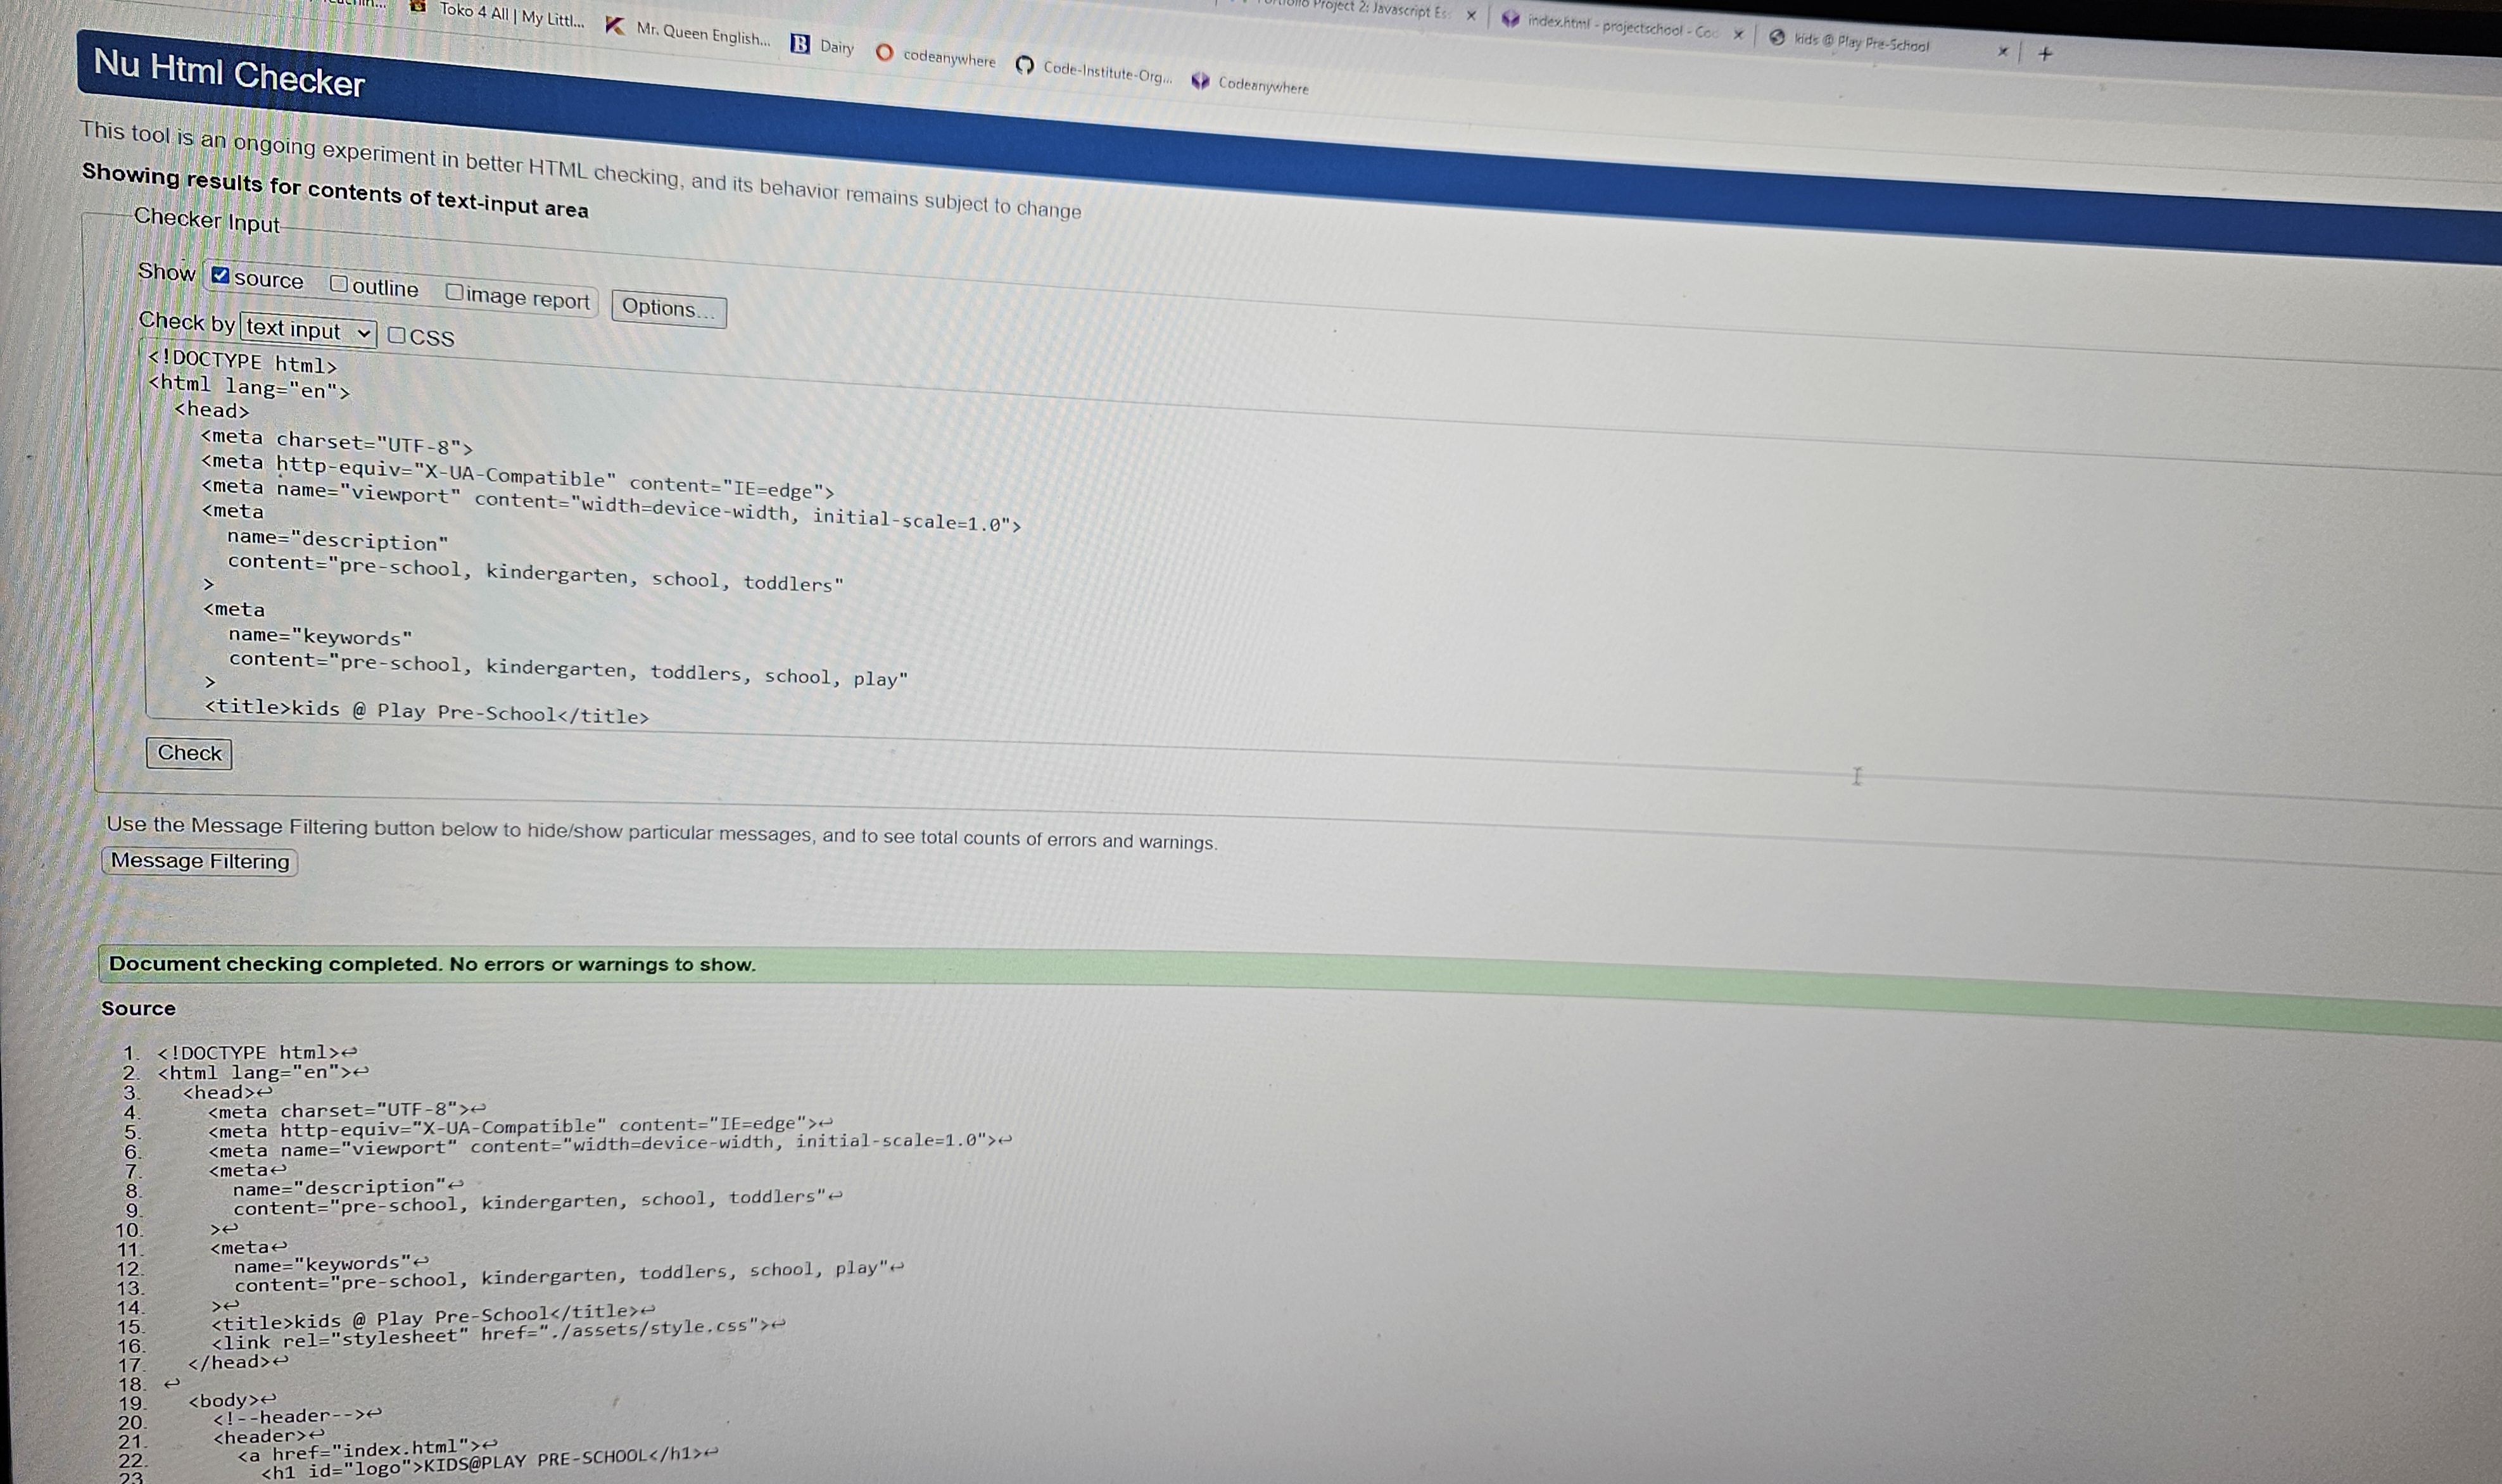 Toko 4 All | My Littl...
Mr. Queen English...
Dairy
codeanywhere
Code-Institute-Org...
Codeanywhere
Project 2: Javascript Es
index.html - projectschool - Co
kids @ Play Pre-School
Nu Html Checker
This tool is an ongoing experiment in better HTML checking, and its behavior remains subject to change
Showing results for contents of text-input area
Checker Input
Show source outline image report Options...
Check by text input CSS
<!DOCTYPE html>
<html lang="en">
<head>
<meta charset="UTF-8">
<meta http-equiv="X-UA-Compatible" content="IE=edge">
<meta name="viewport" content="width=device-width, initial-scale=1.0">
<meta
name="description"
content="pre-school, kindergarten, school, toddlers"
>
<meta
name="keywords"
content="pre-school, kindergarten, toddlers, school, play"
>
<title>kids @ Play Pre-School</title>
Check
Use the Message Filtering button below to hide/show particular messages, and to see total counts of errors and warnings.
Message Filtering
Document checking completed. No errors or warnings to show.
Source
1. <!DOCTYPE html>↩
2. <html lang="en">↩
3. <head>↩
4. <meta charset="UTF-8">↩
5. <meta http-equiv="X-UA-Compatible" content="IE=edge">↩
6. <meta name="viewport" content="width=device-width, initial-scale=1.0">↩
7. <meta↩
8. name="description"↩
9. content="pre-school, kindergarten, school, toddlers"↩
10. >↩
11. <meta↩
12. name="keywords"↩
13. content="pre-school, kindergarten, toddlers, school, play"↩
14. >↩
15. <title>kids @ Play Pre-School</title>↩
16. <link rel="stylesheet" href="./assets/style.css">↩
17. </head>↩
18. ↩
19. <body>↩
20. <!--header-->↩
21. <header>↩
22. <a href="index.html">↩
23 <h1 id="logo">KIDS@PLAY PRE-SCHOOL</h1>↩